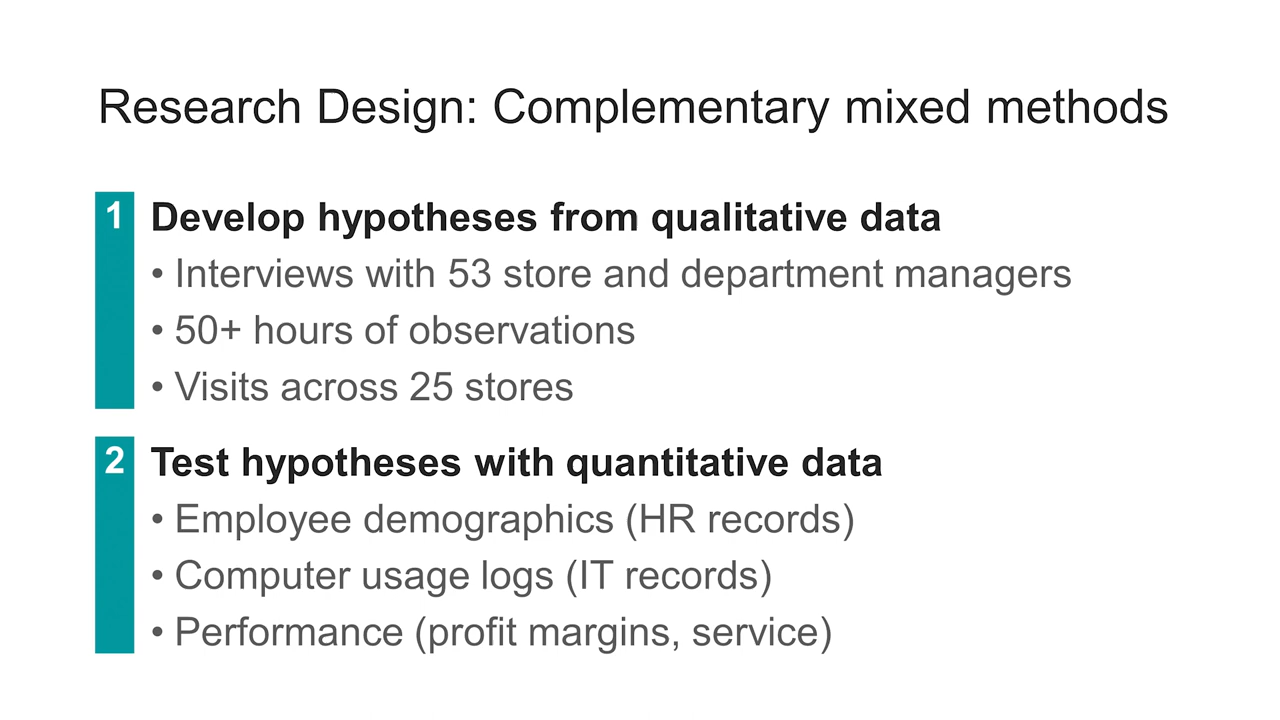 Research Design: Complementary mixed methods
1 Develop hypotheses from qualitative data
• Interviews with 53 store and department managers
• 50+ hours of observations
• Visits across 25 stores
2 Test hypotheses with quantitative data
• Employee demographics (HR records)
• Computer usage logs (IT records)
• Performance (profit margins, service)